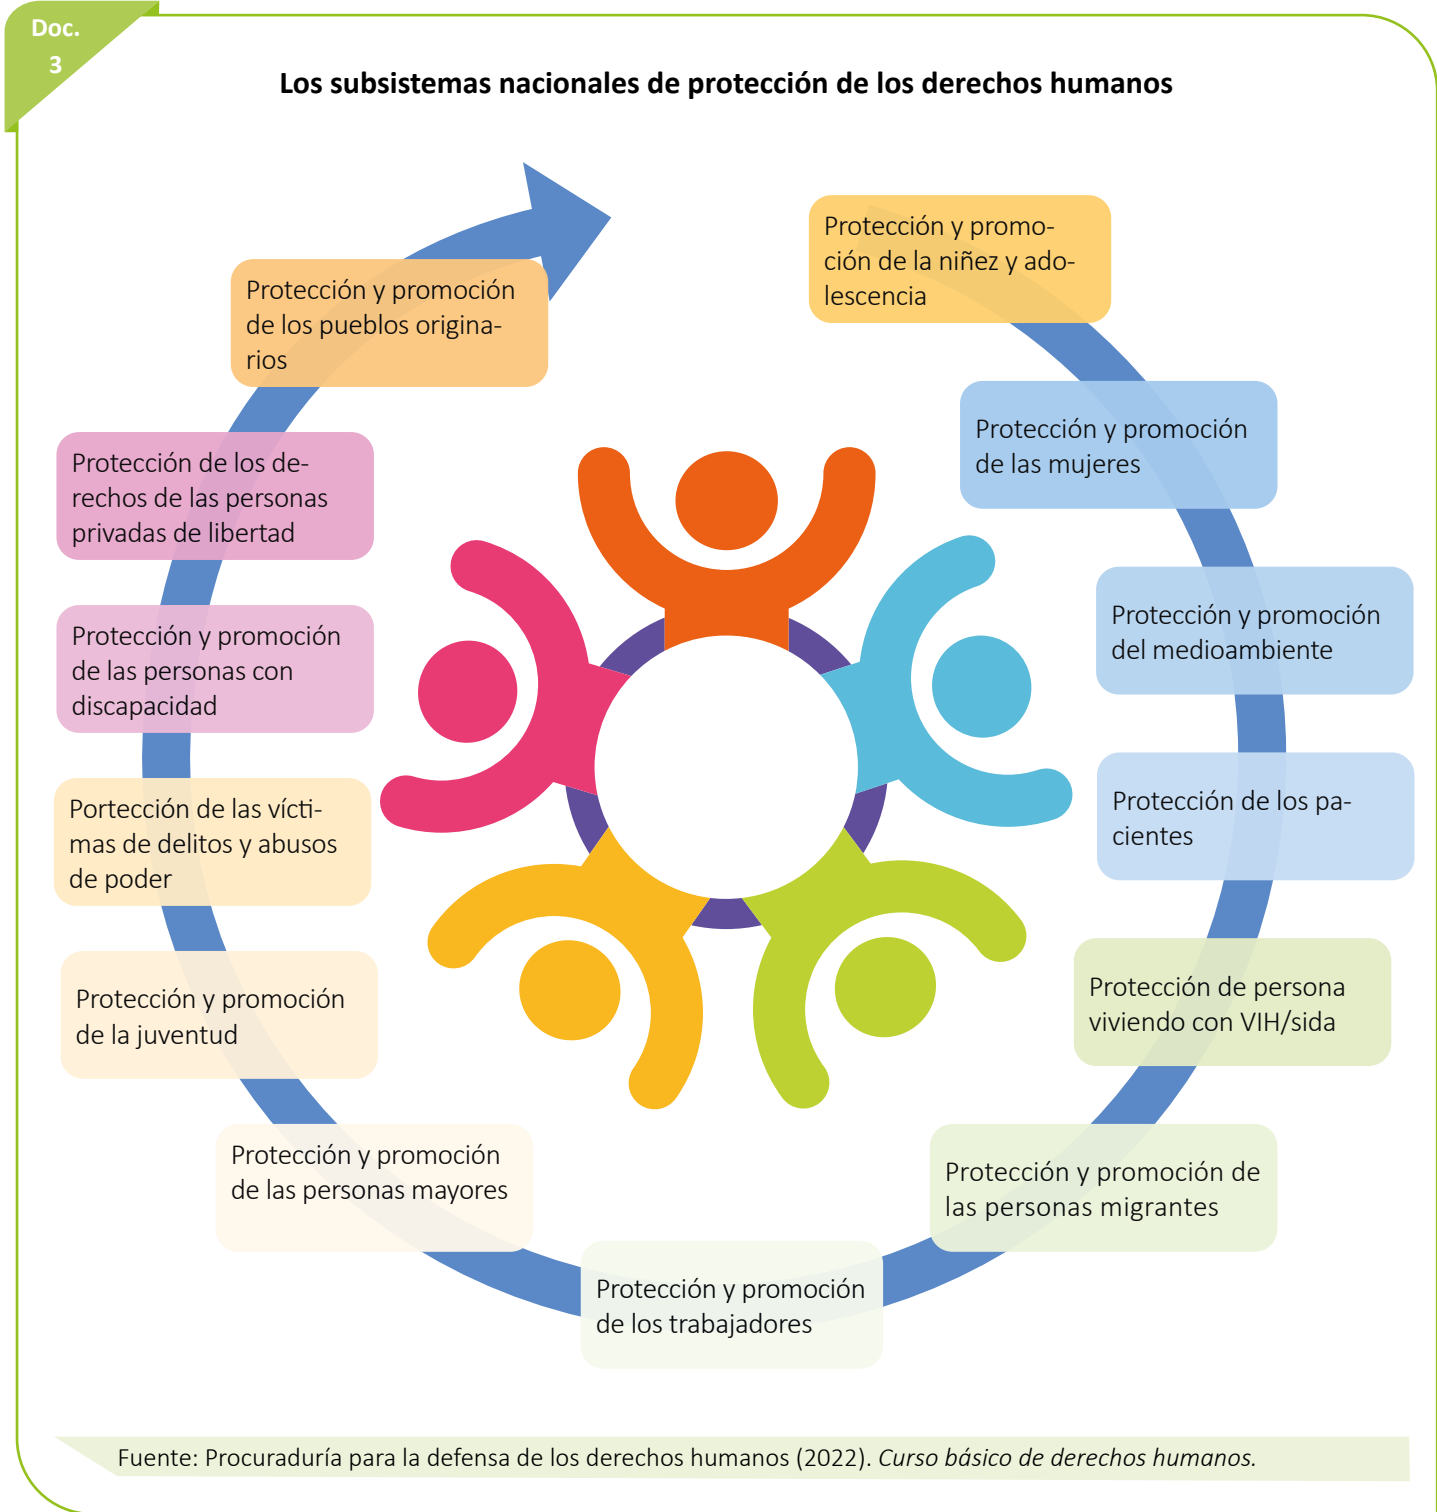 Doc.
3
Los subsistemas nacionales de protección de los derechos humanos
Protección y promo-
ción de la niñez y ado-
lescencia
Protección y promoción
de las mujeres
Protección y promoción
del medioambiente
Protección de los pa-
cientes
Protección de persona
viviendo con VIH/sida
Protección y promoción de
las personas migrantes
Protección y promoción
de los trabajadores
Protección y promoción
de las personas mayores
Protección y promoción
de la juventud
Portección de las vícti-
mas de delitos y abusos
de poder
Protección y promoción
de las personas con
discapacidad
Protección de los de-
rechos de las personas
privadas de libertad
Protección y promoción
de los pueblos origina-
rios
Fuente: Procuraduría para la defensa de los derechos humanos (2022). Curso básico de derechos humanos.